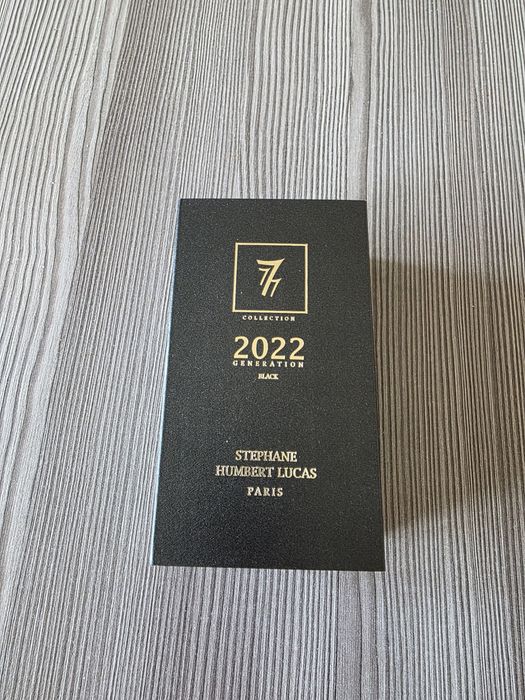 777
COLLECTION
2022
GENERATION
BLACK
STEPHANE
HUMBERT LUCAS
PARIS